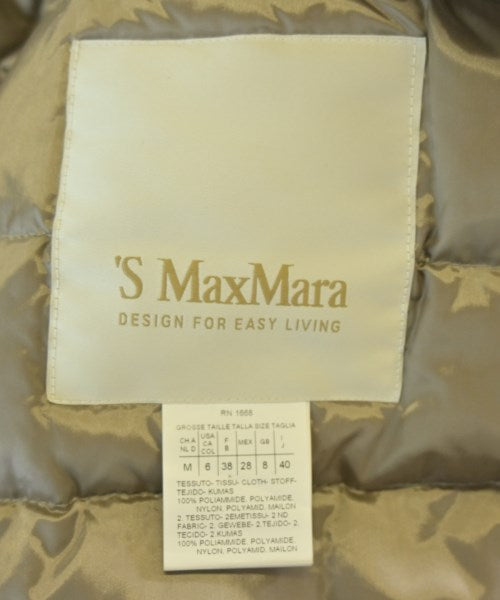 'S MaxMara
DESIGN FOR EASY LIVING
RN 1668
GROSSE TAILLE TALLA SIZE TAGLIA
CH A NL D USA CA COL F B MEX GB I J
M 6 38 28 8 40
TESSUTO- TISSU- CLOTH- STOFF-
TEJIDO- KUMAS
100% POLIAMMIDE, POLYAMIDE,
NYLON, POLYAMID, MAILON
2. TESSUTO- 2EMETISSU- 2 ND
FABRIC- 2. GEWEBE- 2.TEJIDO- 2.
TECIDO- 2.KUMAS
100% POLIAMMIDE, POLYAMIDE,
NYLON, POLYAMID, MAILON